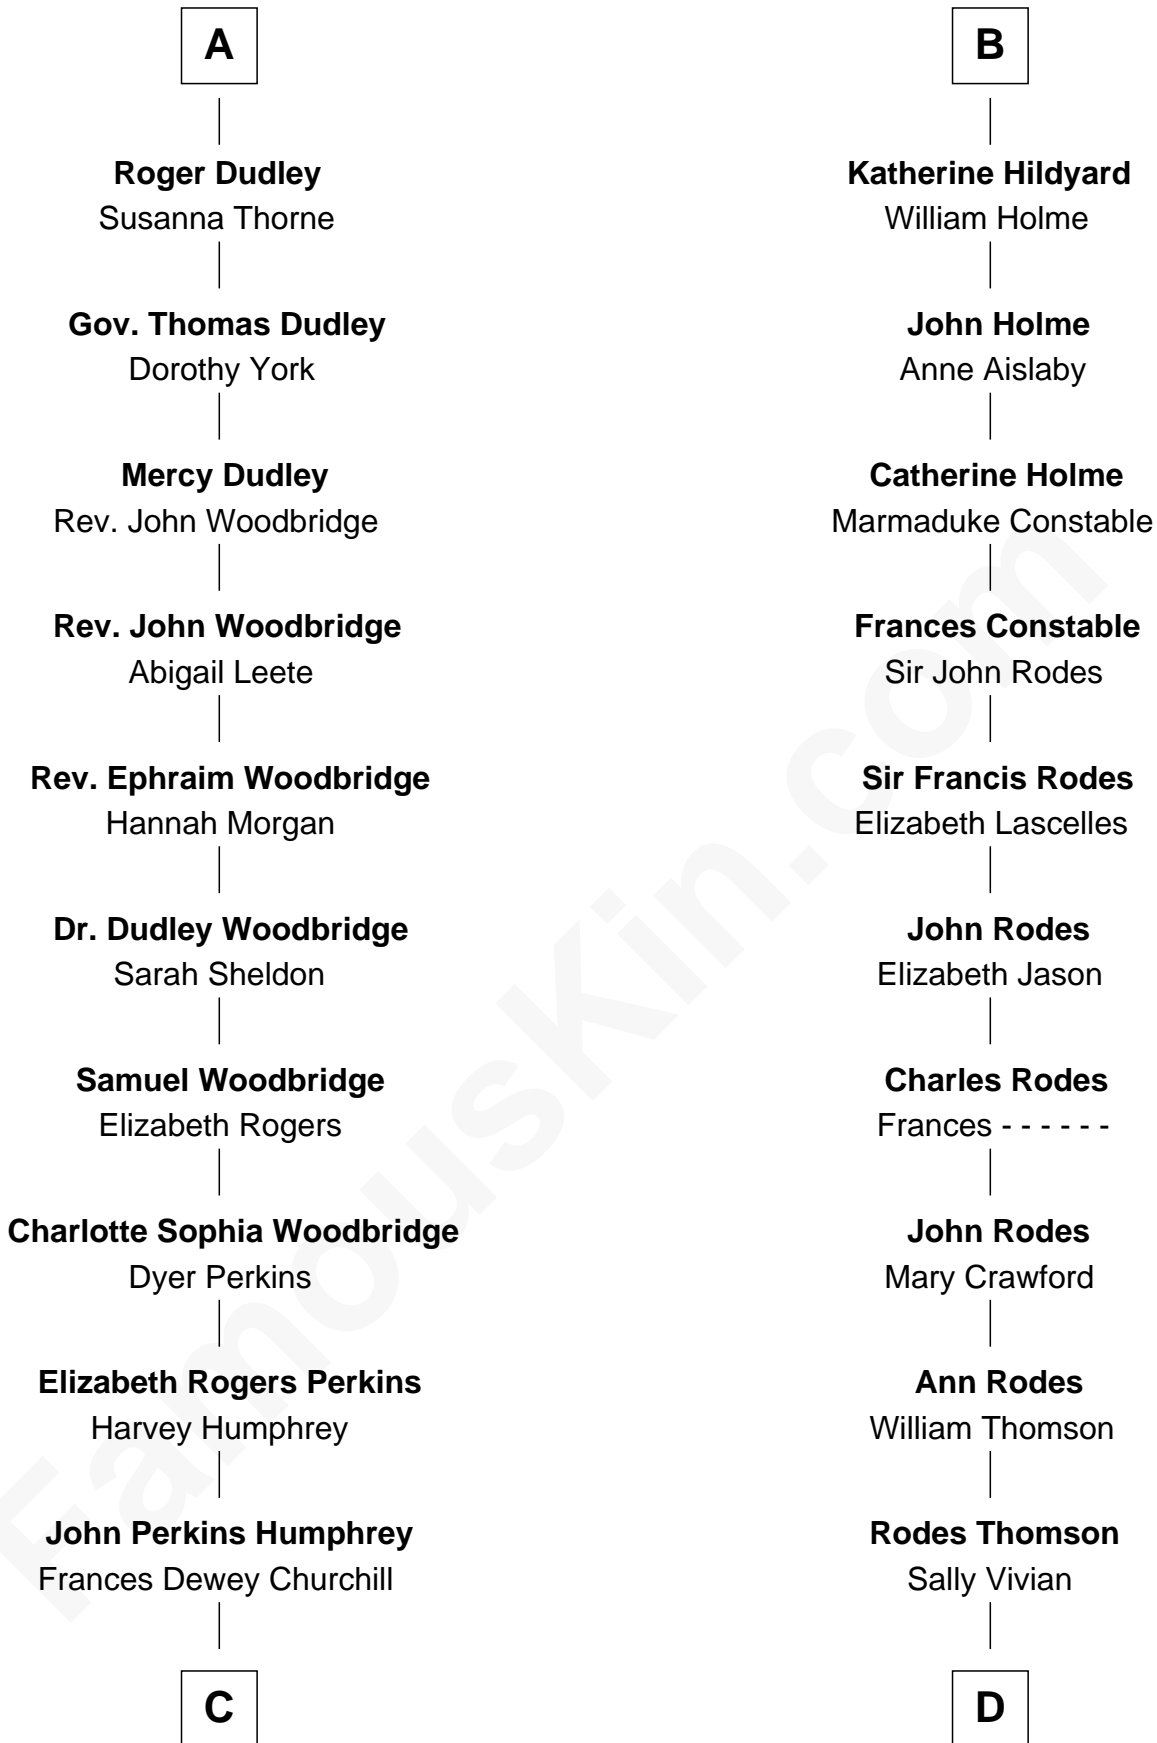 A
Roger Dudley
Susanna Thorne
Gov. Thomas Dudley
Dorothy York
Mercy Dudley
Rev. John Woodbridge
Rev. John Woodbridge
Abigail Leete
Rev. Ephraim Woodbridge
Hannah Morgan
Dr. Dudley Woodbridge
Sarah Sheldon
Samuel Woodbridge
Elizabeth Rogers
Charlotte Sophia Woodbridge
Dyer Perkins
Elizabeth Rogers Perkins
Harvey Humphrey
John Perkins Humphrey
Frances Dewey Churchill
C
B
Katherine Hildyard
William Holme
John Holme
Anne Aislaby
Catherine Holme
Marmaduke Constable
Frances Constable
Sir John Rodes
Sir Francis Rodes
Elizabeth Lascelles
John Rodes
Elizabeth Jason
Charles Rodes
Frances - - - - - -
John Rodes
Mary Crawford
Ann Rodes
William Thomson
Rodes Thomson
Sally Vivian
D
FamousKin.com